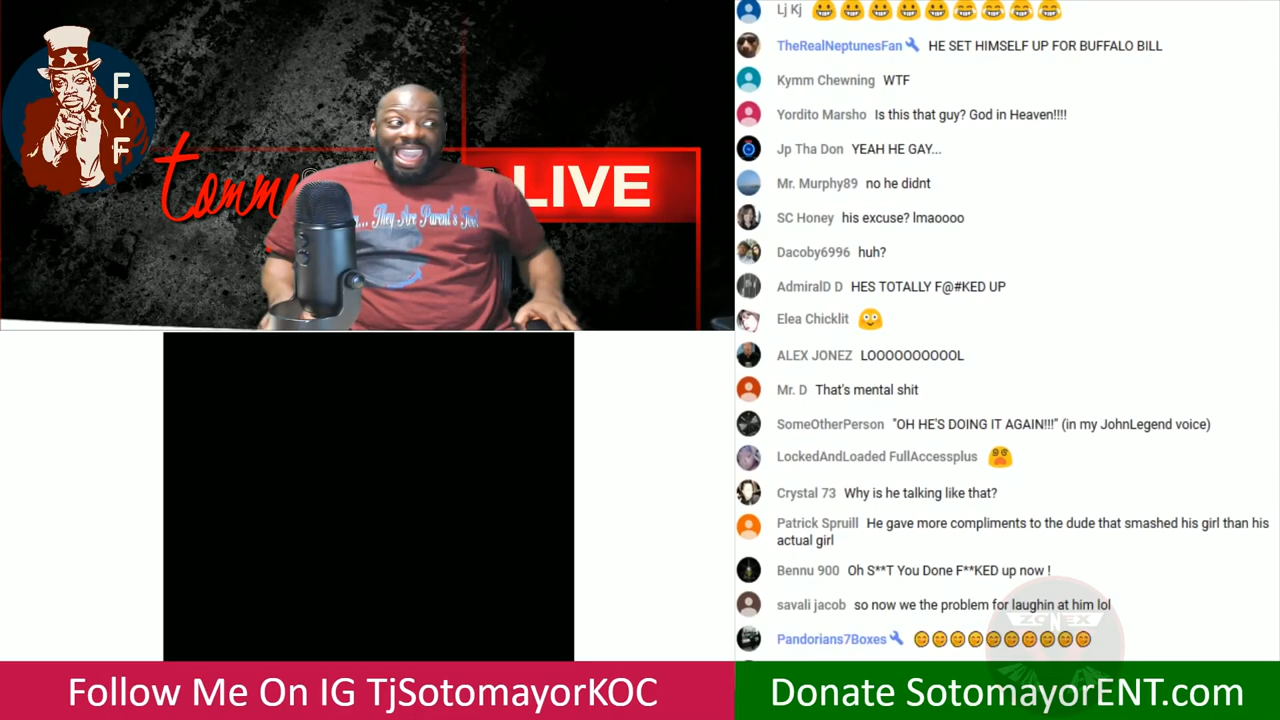 FYF
tomm
LIVE
... They Are Parent's Too!
Lj Kj
TheRealNeptunesFan HE SET HIMSELF UP FOR BUFFALO BILL
Kymm Chewning WTF
Yordito Marsho Is this that guy? God in Heaven!!!!
Jp Tha Don YEAH HE GAY...
Mr. Murphy89 no he didnt
SC Honey his excuse? lmaoooo
Dacoby6996 huh?
AdmiralD D HES TOTALLY F@#KED UP
Elea Chicklit
ALEX JONEZ LOOOOOOOOOOL
Mr. D That's mental shit
SomeOtherPerson "OH HE'S DOING IT AGAIN!!!" (in my JohnLegend voice)
LockedAndLoaded FullAccessplus
Crystal 73 Why is he talking like that?
Patrick Spruill He gave more compliments to the dude that smashed his girl than his
actual girl
Bennu 900 Oh S**T You Done F**KED up now !
savali jacob so now we the problem for laughin at him lol
ZONEX
Pandorians7Boxes
Follow Me On IG TjSotomayorKOC
Donate SotomayorENT.com